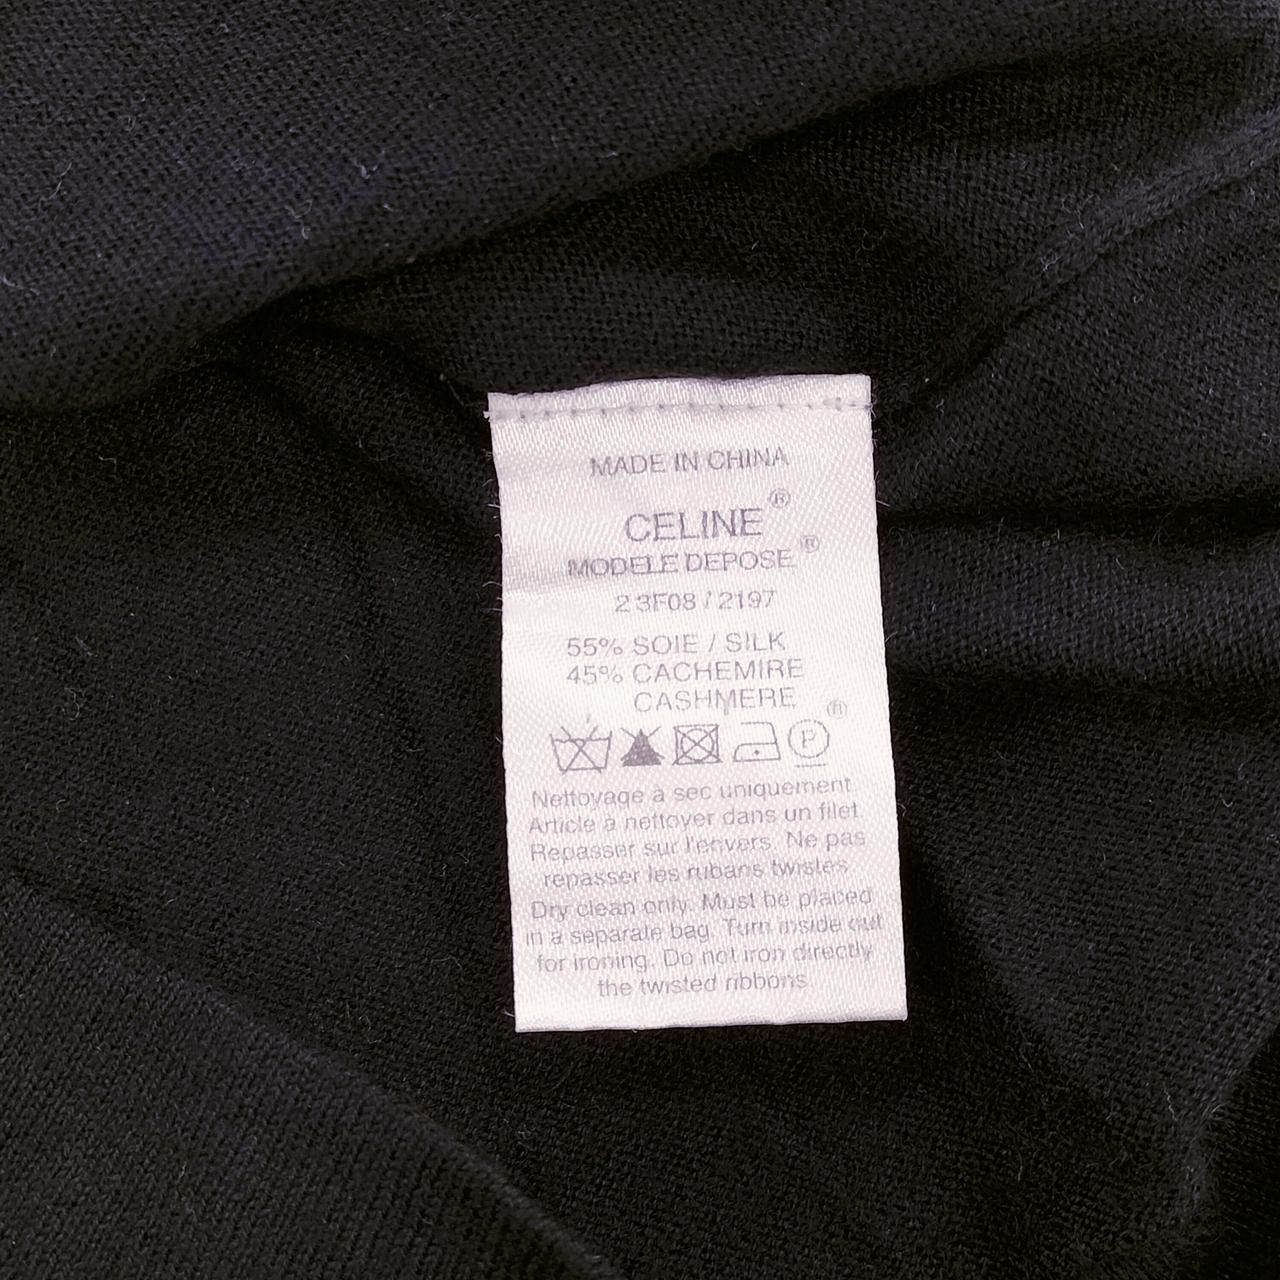 MADE IN CHINA
CELINE®
MODELE DEPOSE®
23F08 / 2197
55% SOIE / SILK
45% CACHEMIRE
CASHMERE
P ®
Nettoyage à sec uniquement.
Article à nettoyer dans un filet.
Repasser sur l'envers. Ne pas
repasser les rubans twistés.
Dry clean only. Must be placed
in a separate bag. Turn inside out
for ironing. Do not iron directly
the twisted ribbons.